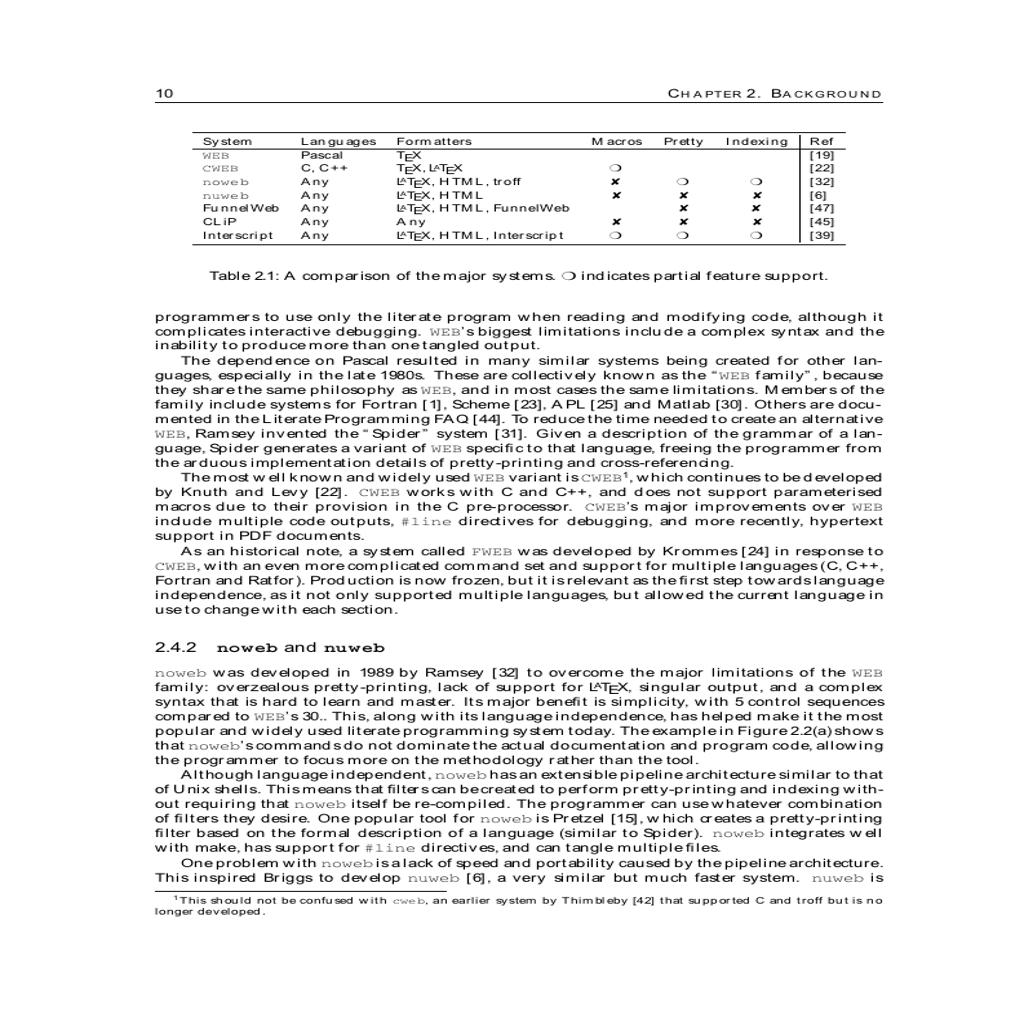 10 CHAPTER 2. BACKGROUND
System Languages Formatters Macros Pretty Indexing Ref
WEB Pascal TEX [19]
CWEB C, C++ TEX, LATEX ❍ [22]
noweb Any LATEX, HTML, troff ✘ ❍ ❍ [32]
nuweb Any LATEX, HTML ✘ ✘ ✘ [6]
FunnelWeb Any LATEX, HTML, FunnelWeb ✘ ✘ [47]
CLiP Any Any ✘ ✘ ✘ [45]
Interscript Any LATEX, HTML, Interscript ❍ ❍ ❍ [39]
Table 2.1: A comparison of the major systems. ❍ indicates partial feature support.
programmers to use only the literate program when reading and modifying code, although it
complicates interactive debugging. WEB's biggest limitations include a complex syntax and the
inability to produce more than one tangled output.
The dependence on Pascal resulted in many similar systems being created for other lan-
guages, especially in the late 1980s. These are collectively known as the “WEB family”, because
they share the same philosophy as WEB, and in most cases the same limitations. Members of the
family include systems for Fortran [1], Scheme [23], APL [25] and Matlab [30]. Others are docu-
mented in the Literate Programming FAQ [44]. To reduce the time needed to create an alternative
WEB, Ramsey invented the “Spider” system [31]. Given a description of the grammar of a lan-
guage, Spider generates a variant of WEB specific to that language, freeing the programmer from
the arduous implementation details of pretty-printing and cross-referencing.
The most well known and widely used WEB variant is CWEB1, which continues to be developed
by Knuth and Levy [22]. CWEB works with C and C++, and does not support parameterised
macros due to their provision in the C pre-processor. CWEB's major improvements over WEB
include multiple code outputs, #line directives for debugging, and more recently, hypertext
support in PDF documents.
As an historical note, a system called FWEB was developed by Krommes [24] in response to
CWEB, with an even more complicated command set and support for multiple languages (C, C++,
Fortran and Ratfor). Production is now frozen, but it is relevant as the first step towards language
independence, as it not only supported multiple languages, but allowed the current language in
use to change with each section.
2.4.2 noweb and nuweb
noweb was developed in 1989 by Ramsey [32] to overcome the major limitations of the WEB
family: overzealous pretty-printing, lack of support for LATEX, singular output, and a complex
syntax that is hard to learn and master. Its major benefit is simplicity, with 5 control sequences
compared to WEB's 30.. This, along with its language independence, has helped make it the most
popular and widely used literate programming system today. The example in Figure 2.2(a) shows
that noweb's commands do not dominate the actual documentation and program code, allowing
the programmer to focus more on the methodology rather than the tool.
Although language independent, noweb has an extensible pipeline architecture similar to that
of Unix shells. This means that filters can be created to perform pretty-printing and indexing with-
out requiring that noweb itself be re-compiled. The programmer can use whatever combination
of filters they desire. One popular tool for noweb is Pretzel [15], which creates a pretty-printing
filter based on the formal description of a language (similar to Spider). noweb integrates well
with make, has support for #line directives, and can tangle multiple files.
One problem with noweb is a lack of speed and portability caused by the pipeline architecture.
This inspired Briggs to develop nuweb [6], a very similar but much faster system. nuweb is
1This should not be confused with cweb, an earlier system by Thimbleby [42] that supported C and troff but is no
longer developed.